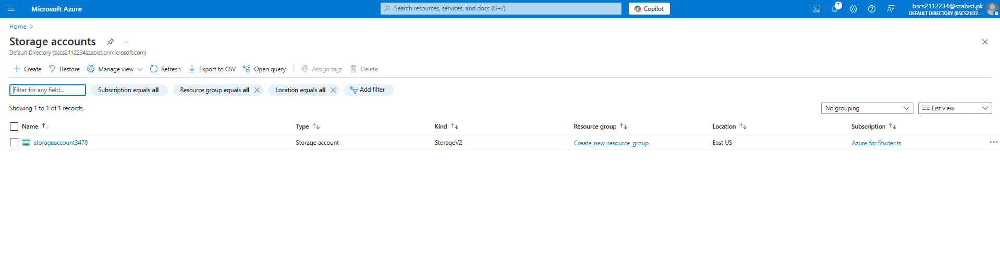 Microsoft Azure
Search resources, services, and docs (G+/)
Copilot
7
bscs2112234@szabist.pk
DEFAULT DIRECTORY (BSCS21122...
Home
Storage accounts
...
Default Directory (bscs2112234szabist.onmicrosoft.com)
Create Restore Manage view Refresh Export to CSV Open query Assign tags Delete
Filter for any field... Subscription equals all Resource group equals all Location equals all Add filter
Showing 1 to 1 of 1 records.
No grouping List view
Name Type Kind Resource group Location Subscription
storageaccount3478 Storage account StorageV2 Create_new_resource_group East US Azure for Students ...